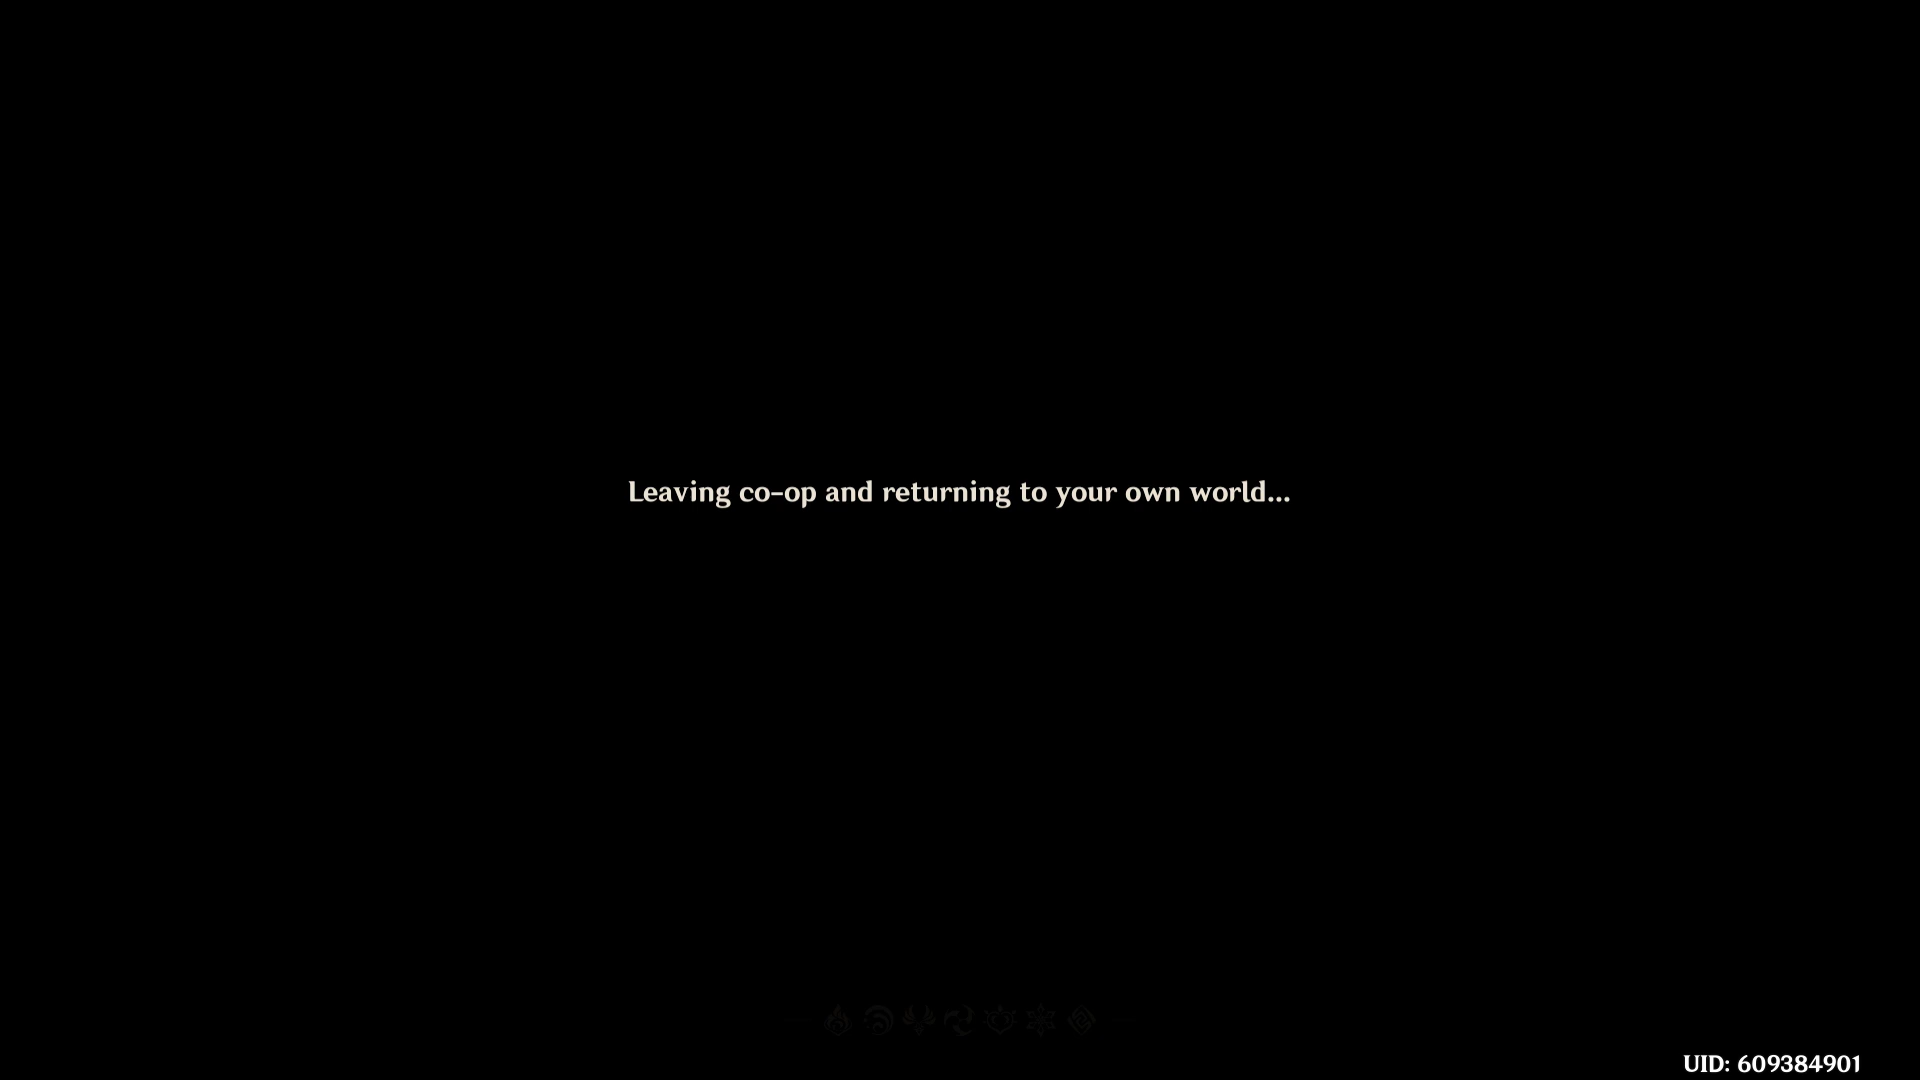 Leaving co-op and returning to your own world...
UID: 609384901